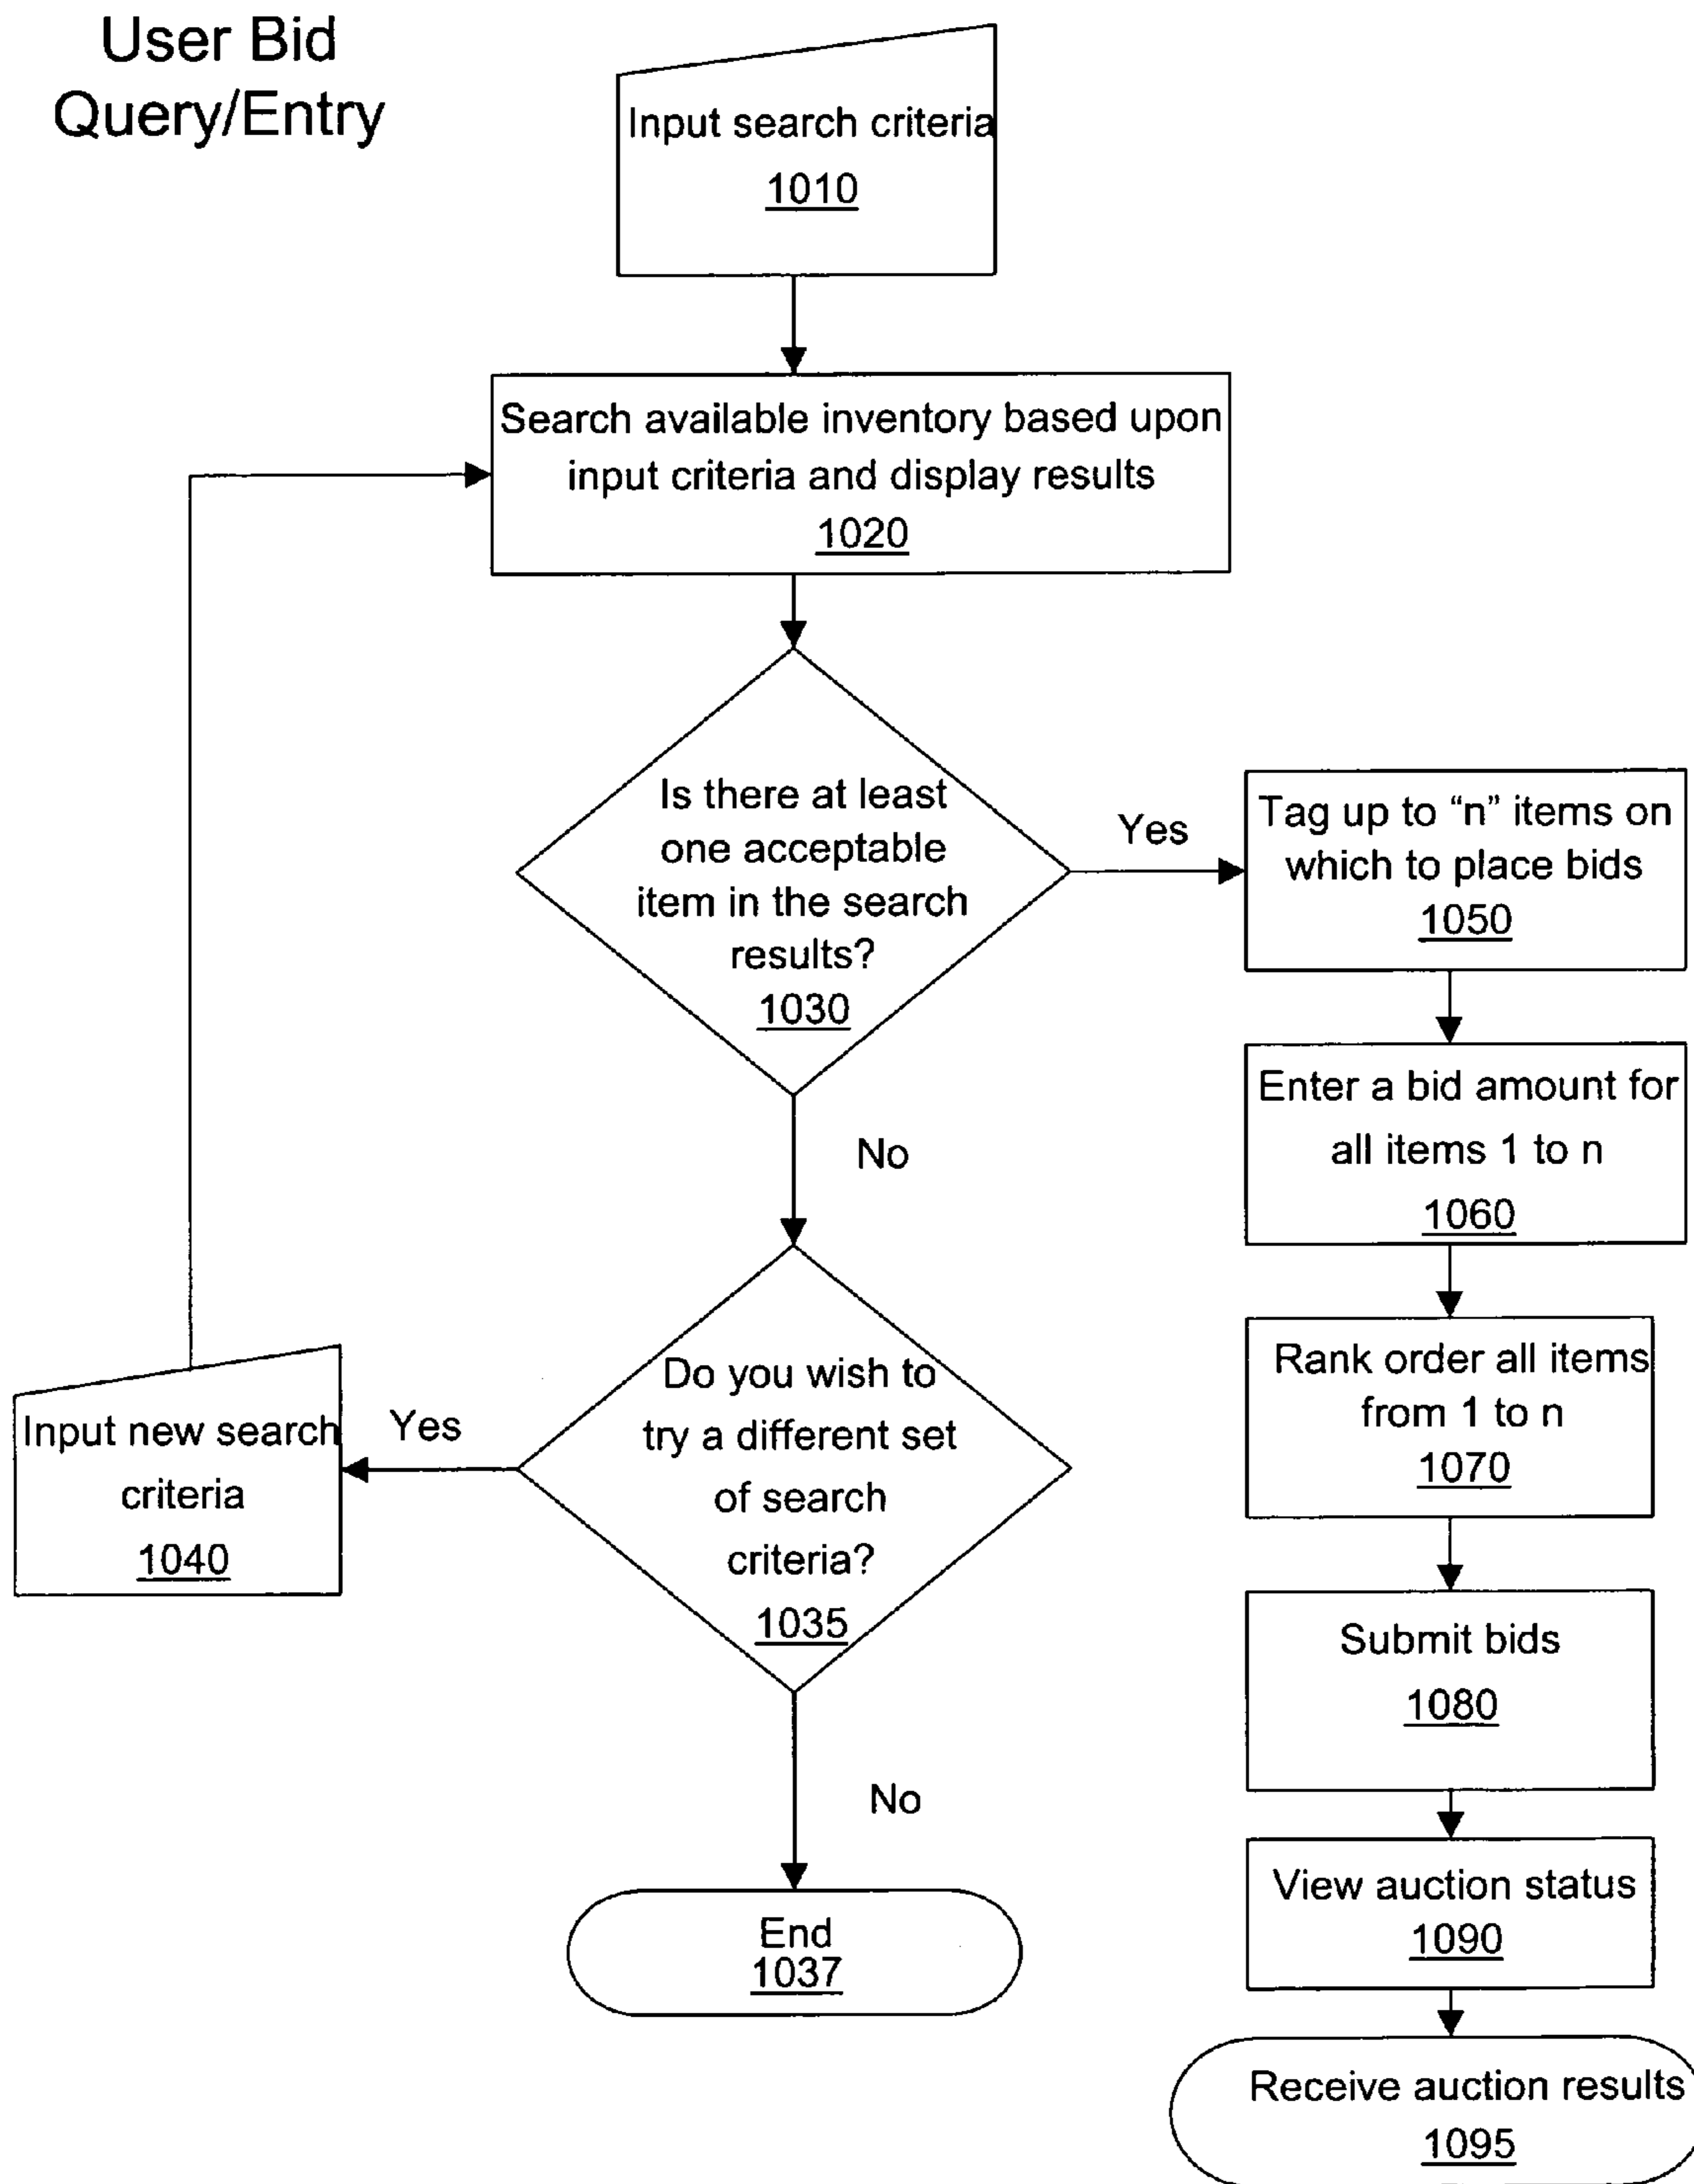 User Bid
Query/Entry
Input search criteria
1010
Search available inventory based upon
input criteria and display results
1020
Is there at least
one acceptable
item in the search
results?
1030
Yes
Tag up to “n” items on
which to place bids
1050
Enter a bid amount for
all items 1 to n
1060
No
Rank order all items
from 1 to n
1070
Do you wish to
try a different set
of search
criteria?
1035
Yes
Input new search
criteria
1040
Submit bids
1080
No
View auction status
1090
End
1037
Receive auction results
1095